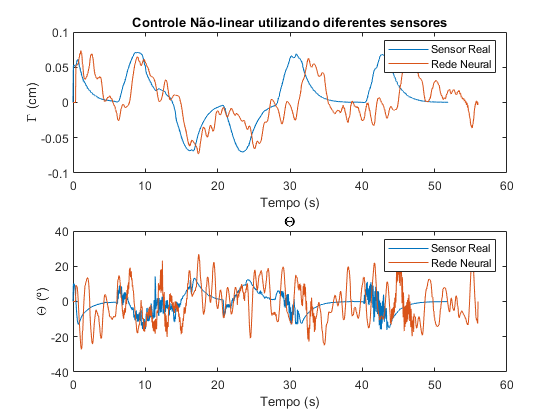 Controle Não-linear utilizando diferentes sensores
0.1
0.05
0
-0.05
-0.1
Γ (cm)
Sensor Real
Rede Neural
0 10 20 30 40 50 60
Tempo (s)
Θ
40
20
0
-20
-40
Θ (º)
Sensor Real
Rede Neural
0 10 20 30 40 50 60
Tempo (s)